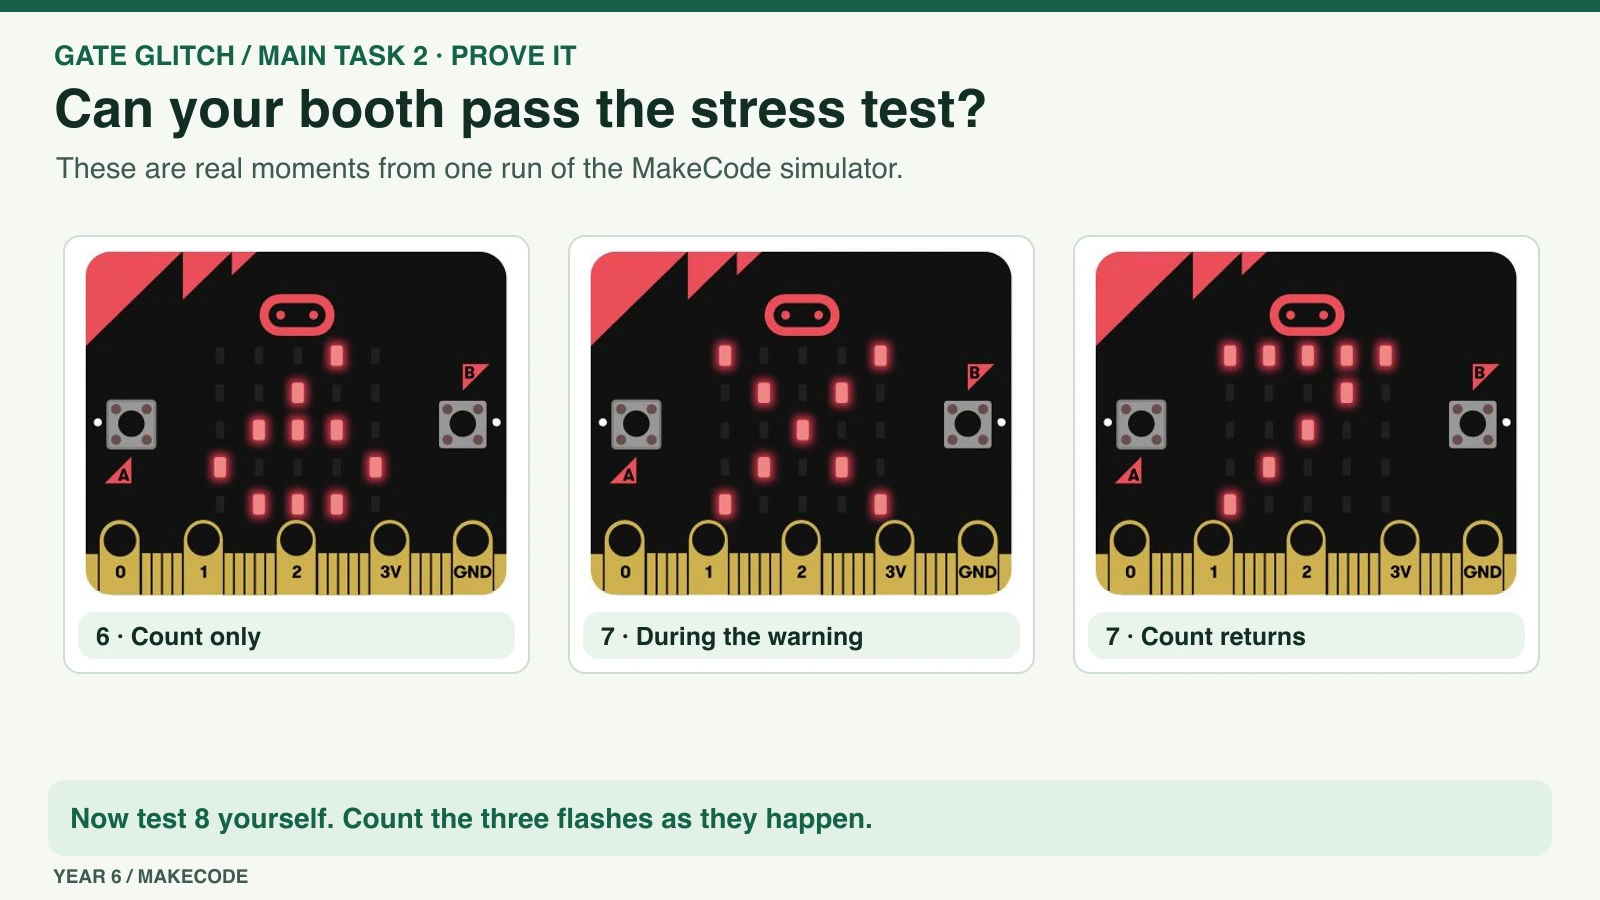 GATE GLITCH / MAIN TASK 2 · PROVE IT
Can your booth pass the stress test?
These are real moments from one run of the MakeCode simulator.
B
A
0 1 2 3V GND
6 · Count only
B
A
0 1 2 3V GND
7 · During the warning
B
A
0 1 2 3V GND
7 · Count returns
Now test 8 yourself. Count the three flashes as they happen.
YEAR 6 / MAKECODE